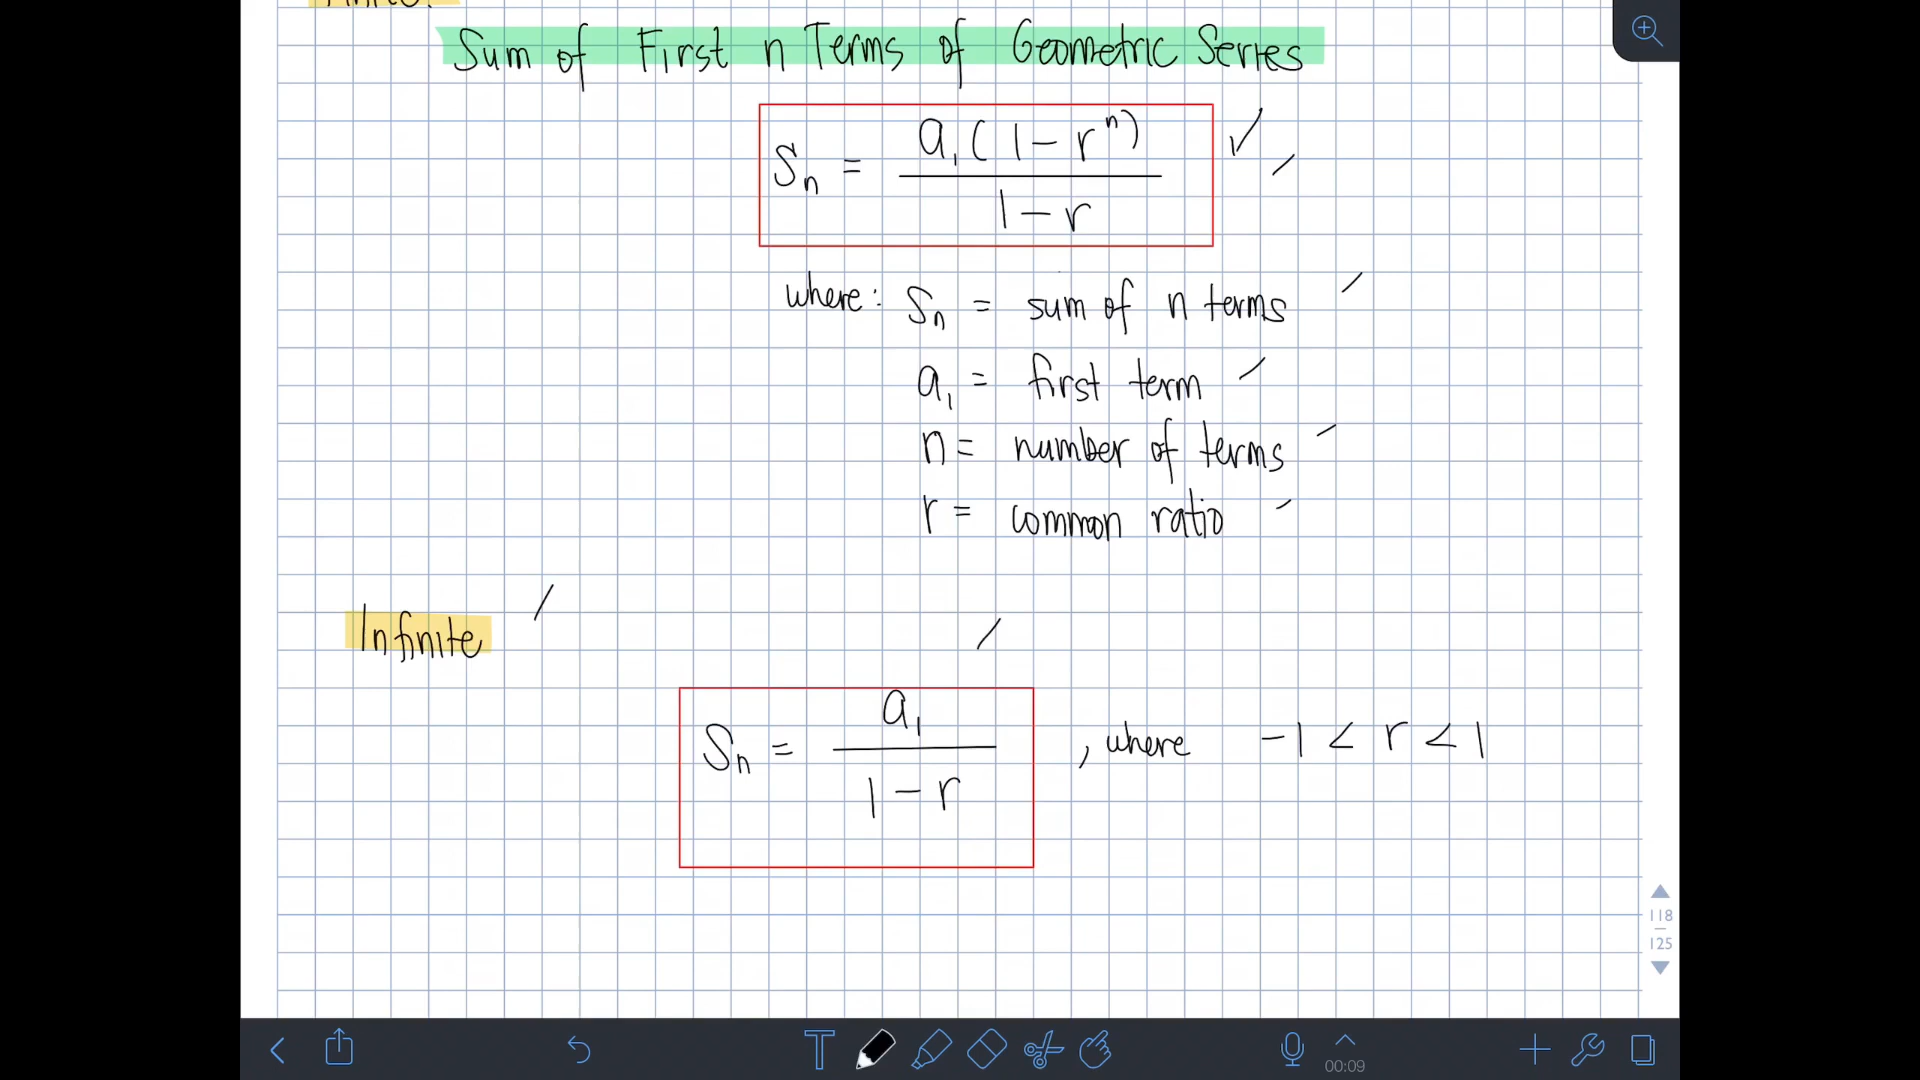 Sum of First n Terms of Geometric Series
Sₙ = a₁(1-rⁿ) / 1-r
where: Sₙ = sum of n terms
a₁ = first term
n = number of terms
r = common ratio
Infinite
Sₙ = a₁ / 1-r , where -1 < r < 1
118
125
00:09